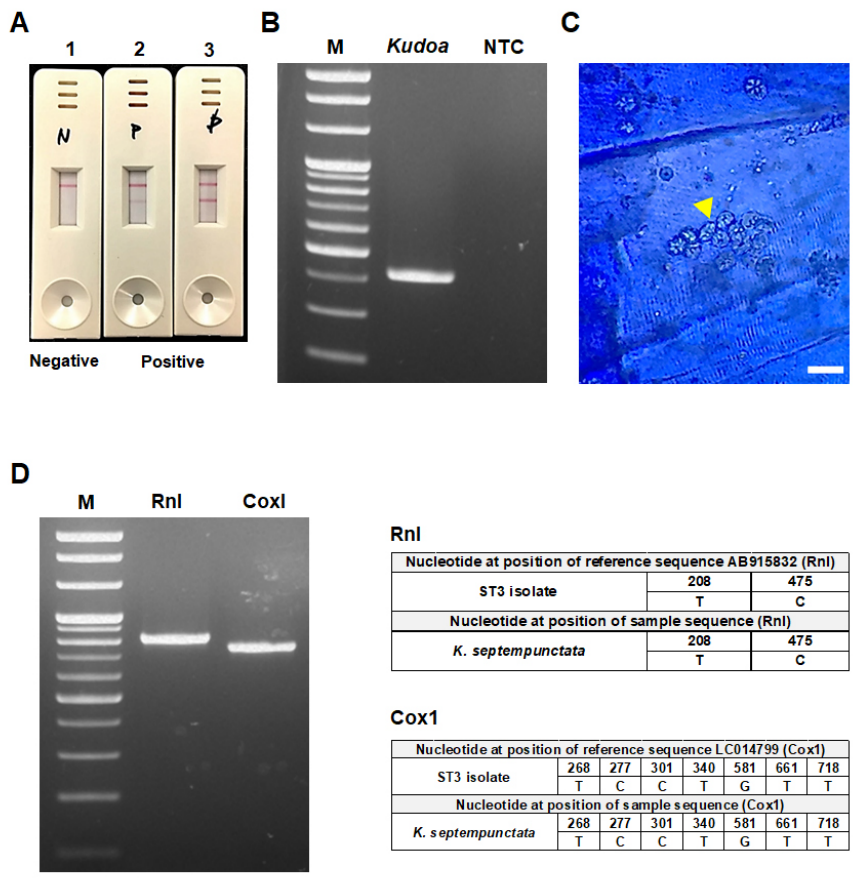 A
1 2 3
N P P
Negative Positive
B
M Kudoa NTC
C
D
M RnI CoxI
RnI
Nucleotide at position of reference sequence AB915832 (RnI)
ST3 isolate 208 475
T C
Nucleotide at position of sample sequence (RnI)
K. septempunctata 208 475
T C
Cox1
Nucleotide at position of reference sequence LC014799 (Cox1)
ST3 isolate 268 277 301 340 581 661 718
T C C T G T T
Nucleotide at position of sample sequence (Cox1)
K. septempunctata 268 277 301 340 581 661 718
T C C T G T T